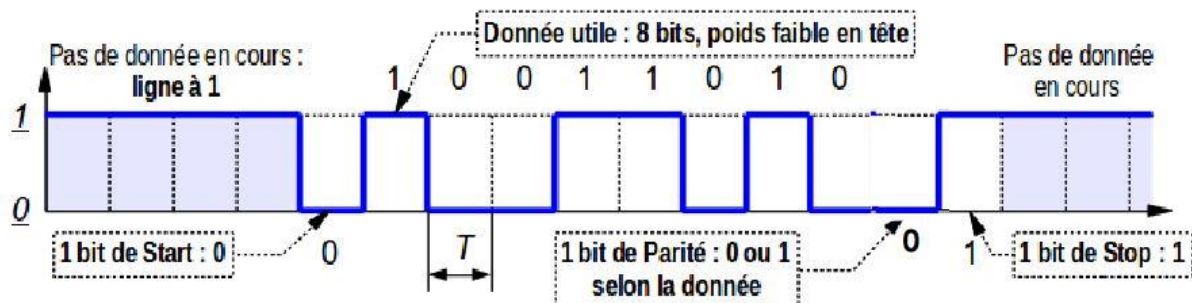 Donnée utile : 8 bits, poids faible en tête
Pas de donnée en cours :
ligne à 1
1 0 0 1 1 0 1 0
Pas de donnée
en cours
1
0
1 bit de Start : 0
0
T
1 bit de Parité : 0 ou 1
selon la donnée
0
1
1 bit de Stop : 1